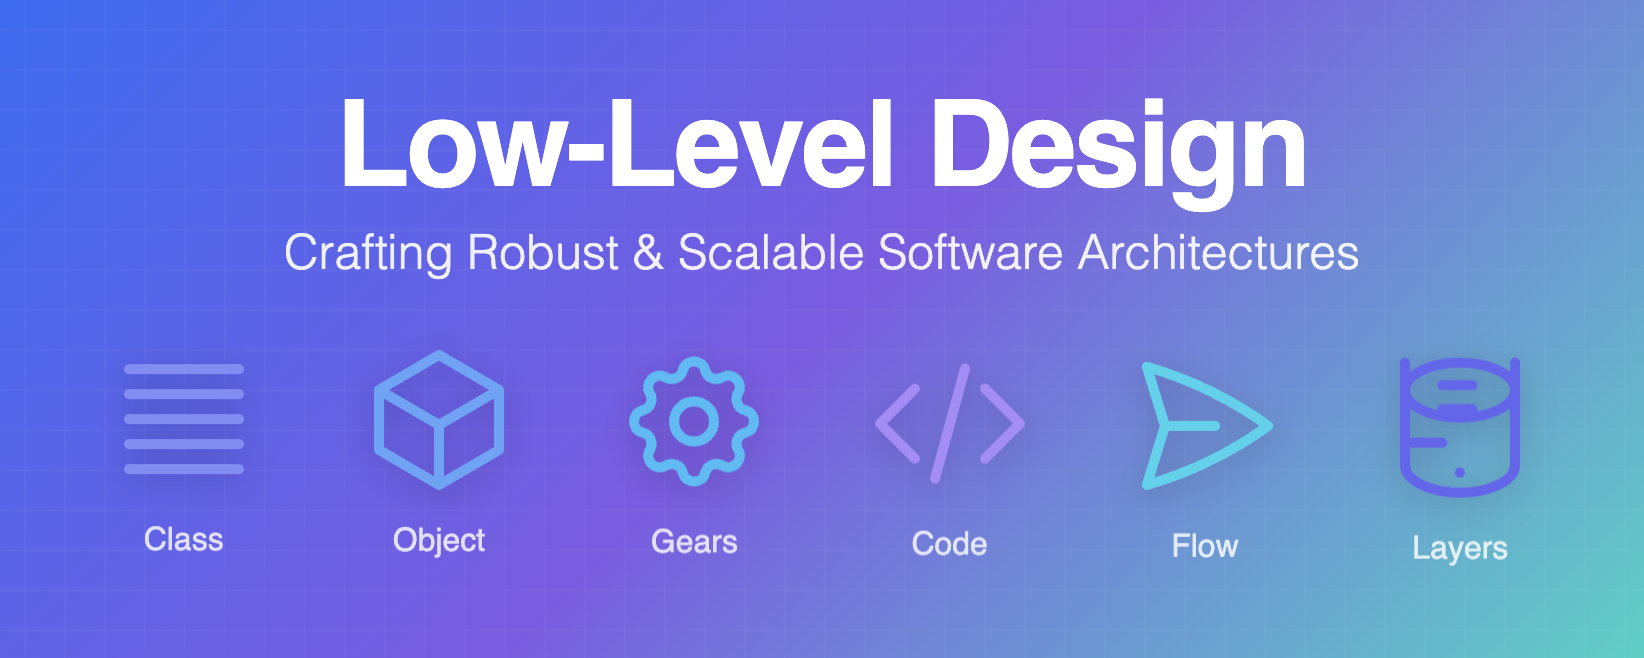 Low-Level Design
Crafting Robust & Scalable Software Architectures
Class
Object
Gears
Code
Flow
Layers